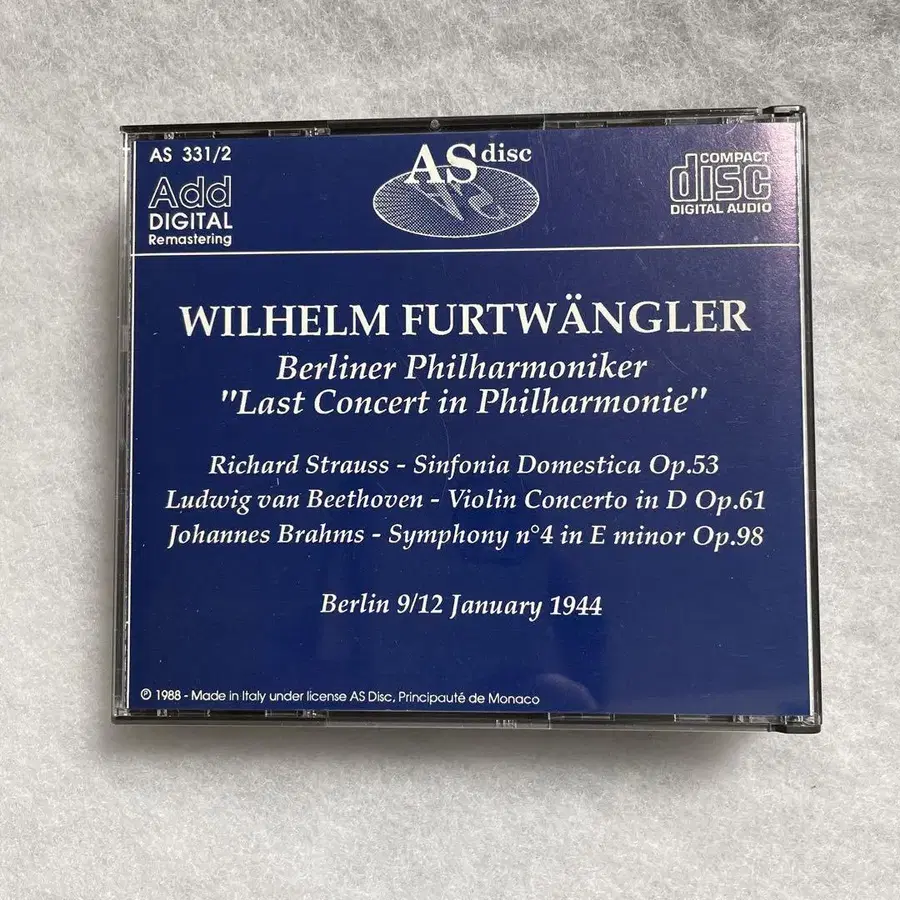 AS 331/2
Add
DIGITAL
Remastering
AS disc
AS
COMPACT
disc
DIGITAL AUDIO
WILHELM FURTWÄNGLER
Berliner Philharmoniker
"Last Concert in Philharmonie"
Richard Strauss - Sinfonia Domestica Op.53
Ludwig van Beethoven - Violin Concerto in D Op.61
Johannes Brahms - Symphony n°4 in E minor Op.98
Berlin 9/12 January 1944
℗ 1988 - Made in Italy under license AS Disc, Principauté de Monaco